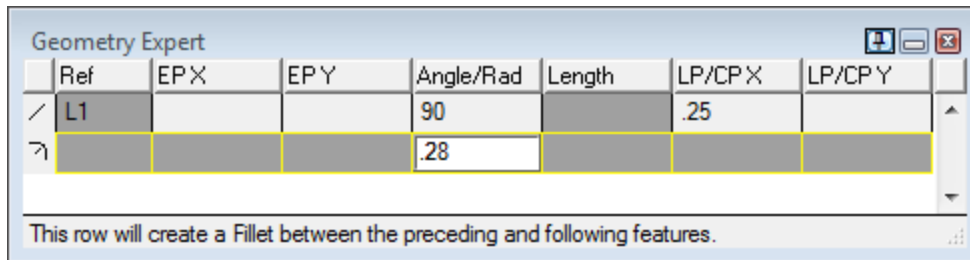 Geometry Expert
Ref EP X EP Y Angle/Rad Length LP/CP X LP/CP Y
L1 90 .25
.28
This row will create a Fillet between the preceding and following features.